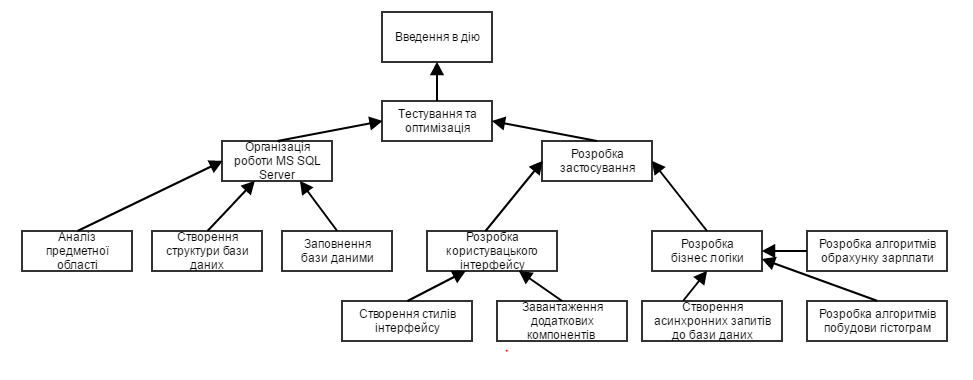 Введення в дію
Тестування та
оптимізація
Організація
роботи MS SQL
Server
Розробка
застосування
Аналіз
предметної
області
Створення
структури бази
даних
Заповнення
бази даними
Розробка
користувацького
інтерфейсу
Розробка
бізнес логіки
Розробка алгоритмів
обрахунку зарплати
Створення стилів
інтерфейсу
Завантаження
додаткових
компонентів
Створення
асинхронних запитів
до бази даних
Розробка алгоритмів
побудови гістограм